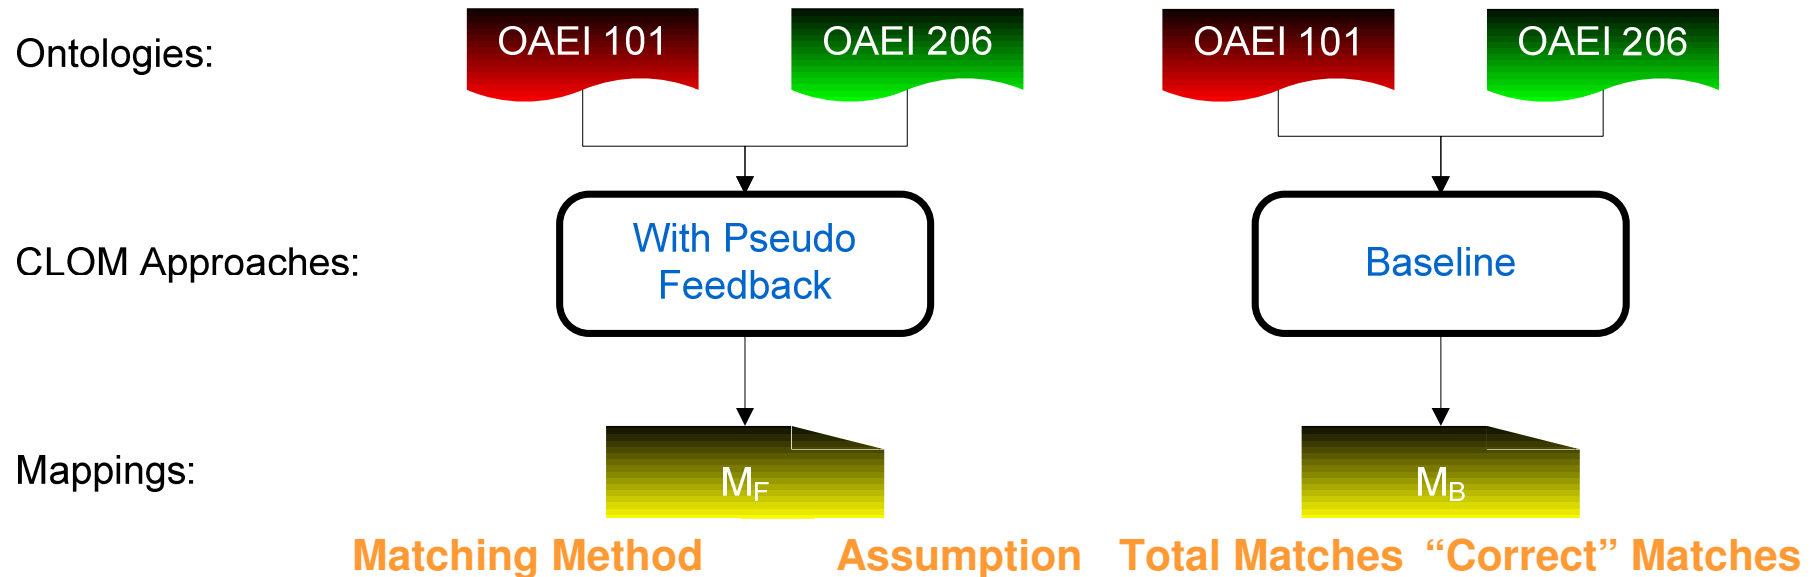 Ontologies: OAEI 101 OAEI 206 OAEI 101 OAEI 206
CLOM Approaches:
With Pseudo
Feedback
Baseline
Mappings: MF MB
Matching Method Assumption Total Matches “Correct” Matches